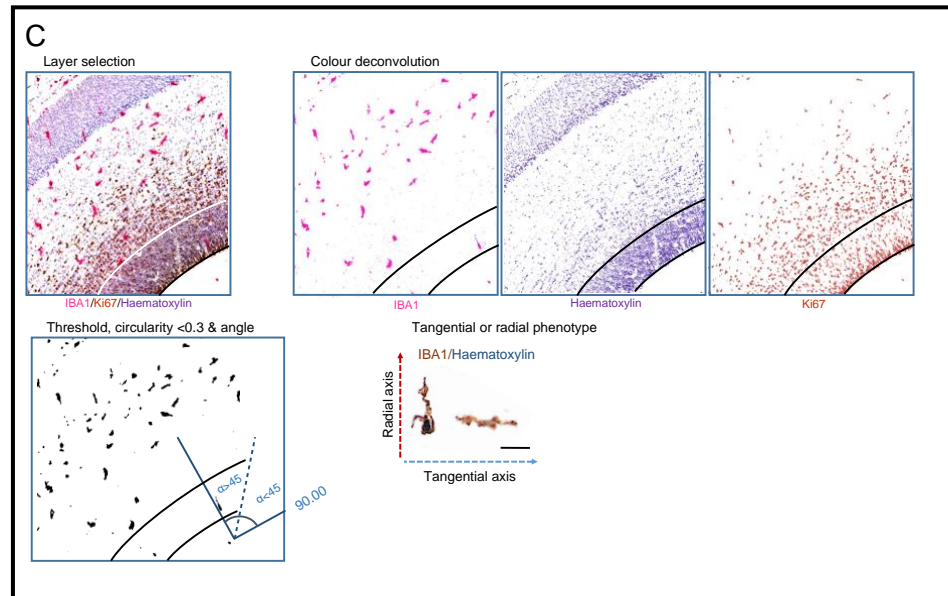 C
Layer selection
Colour deconvolution
IBA1/Ki67/Haematoxylin
IBA1
Haematoxylin
Ki67
Threshold, circularity <0.3 & angle
α>45
α<45
90.00
Tangential or radial phenotype
IBA1/Haematoxylin
Radial axis
Tangential axis